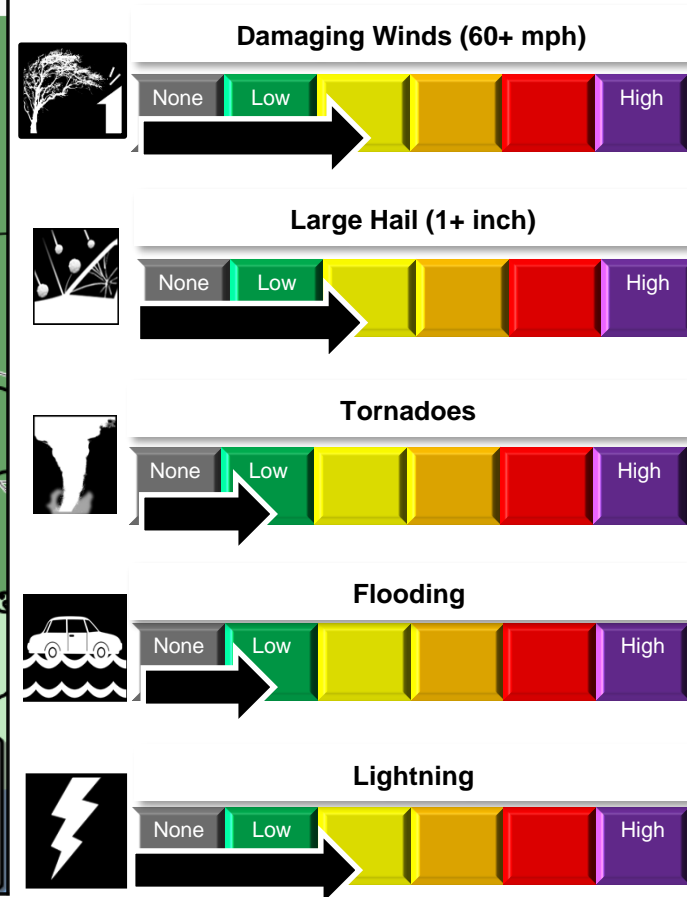 Damaging Winds (60+ mph)
None Low High
Large Hail (1+ inch)
None Low High
Tornadoes
None Low High
Flooding
None Low High
Lightning
None Low High